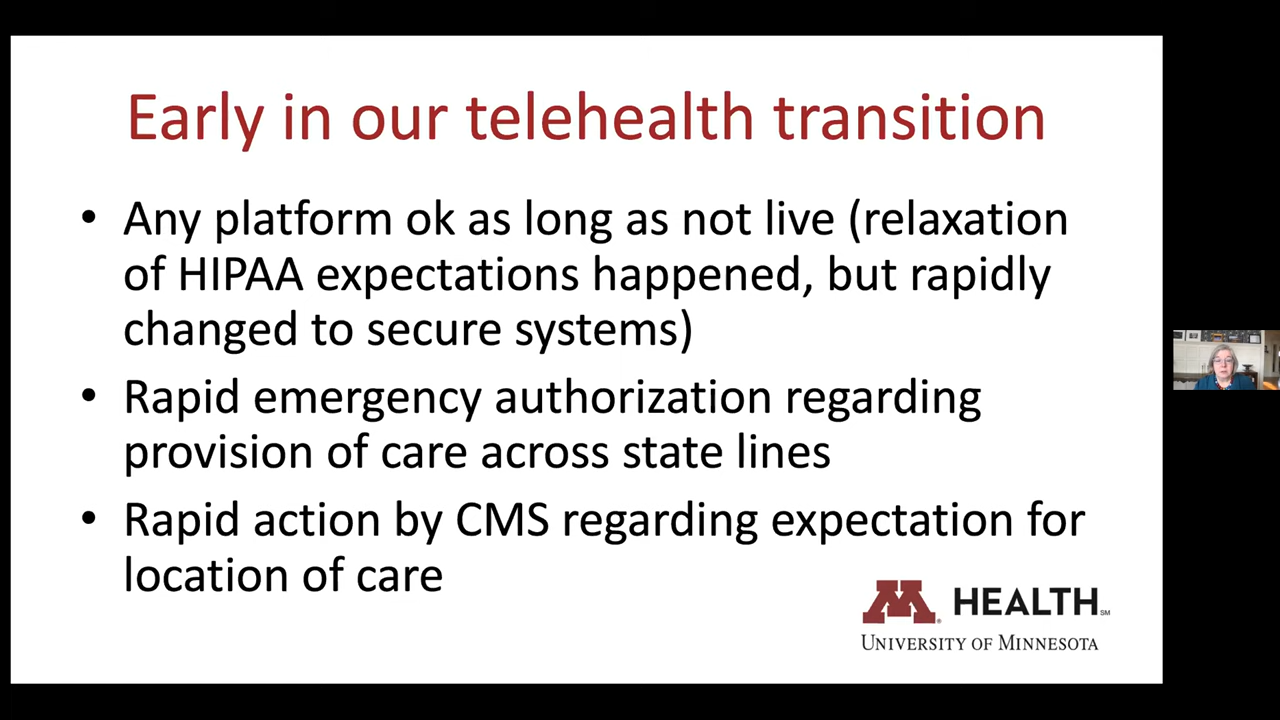 Early in our telehealth transition
• Any platform ok as long as not live (relaxation
of HIPAA expectations happened, but rapidly
changed to secure systems)
• Rapid emergency authorization regarding
provision of care across state lines
• Rapid action by CMS regarding expectation for
location of care
M® HEALTH SM
UNIVERSITY OF MINNESOTA